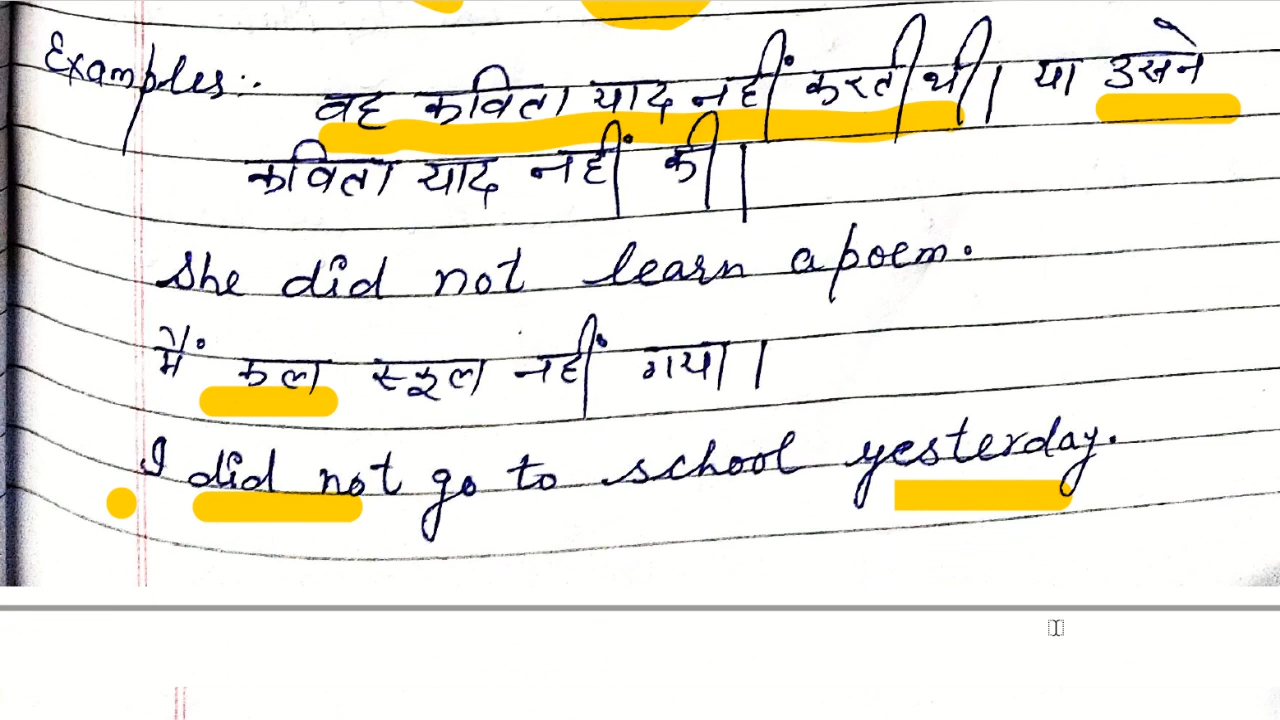 Examples:-
वह कविता याद नहीं करती थी। या उसने
कविता याद नहीं की।
She did not learn a poem.
मैं कल स्कूल नहीं गया।
I did not go to school yesterday.